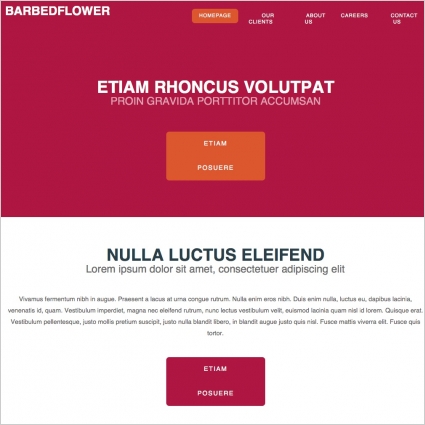 BARBEDFLOWER
HOMEPAGE
OUR CLIENTS
ABOUT US
CAREERS
CONTACT US
ETIAM RHONCUS VOLUTPAT
PROIN GRAVIDA PORTTITOR ACCUMSAN
ETIAM
POSUERE
NULLA LUCTUS ELEIFEND
Lorem ipsum dolor sit amet, consectetuer adipiscing elit
Vivamus fermentum nibh in augue. Praesent a lacus at urna congue rutrum. Nulla enim eros nibh. Duis enim nulla, luctus eu, dapibus lacinia,
venenatis id, quam. Vestibulum imperdiet, magna nec eleifend rutrum, nunc lectus vestibulum velit, euismod lacinia quam nisl id lorem. Quisque erat.
Vestibulum pellentesque, justo mollis pretium suscipit, justo nulla blandit libero, in blandit augue justo quis nisl. Fusce mattis viverra elit. Fusce quis
tortor.
ETIAM
POSUERE